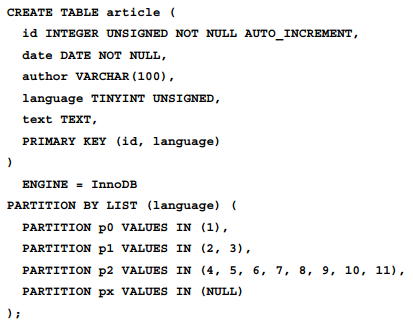 CREATE TABLE article (
  id INTEGER UNSIGNED NOT NULL AUTO_INCREMENT,
  date DATE NOT NULL,
  author VARCHAR(100),
  language TINYINT UNSIGNED,
  text TEXT,
  PRIMARY KEY (id, language)
)
  ENGINE = InnoDB
PARTITION BY LIST (language) (
  PARTITION p0 VALUES IN (1),
  PARTITION p1 VALUES IN (2, 3),
  PARTITION p2 VALUES IN (4, 5, 6, 7, 8, 9, 10, 11),
  PARTITION px VALUES IN (NULL)
);